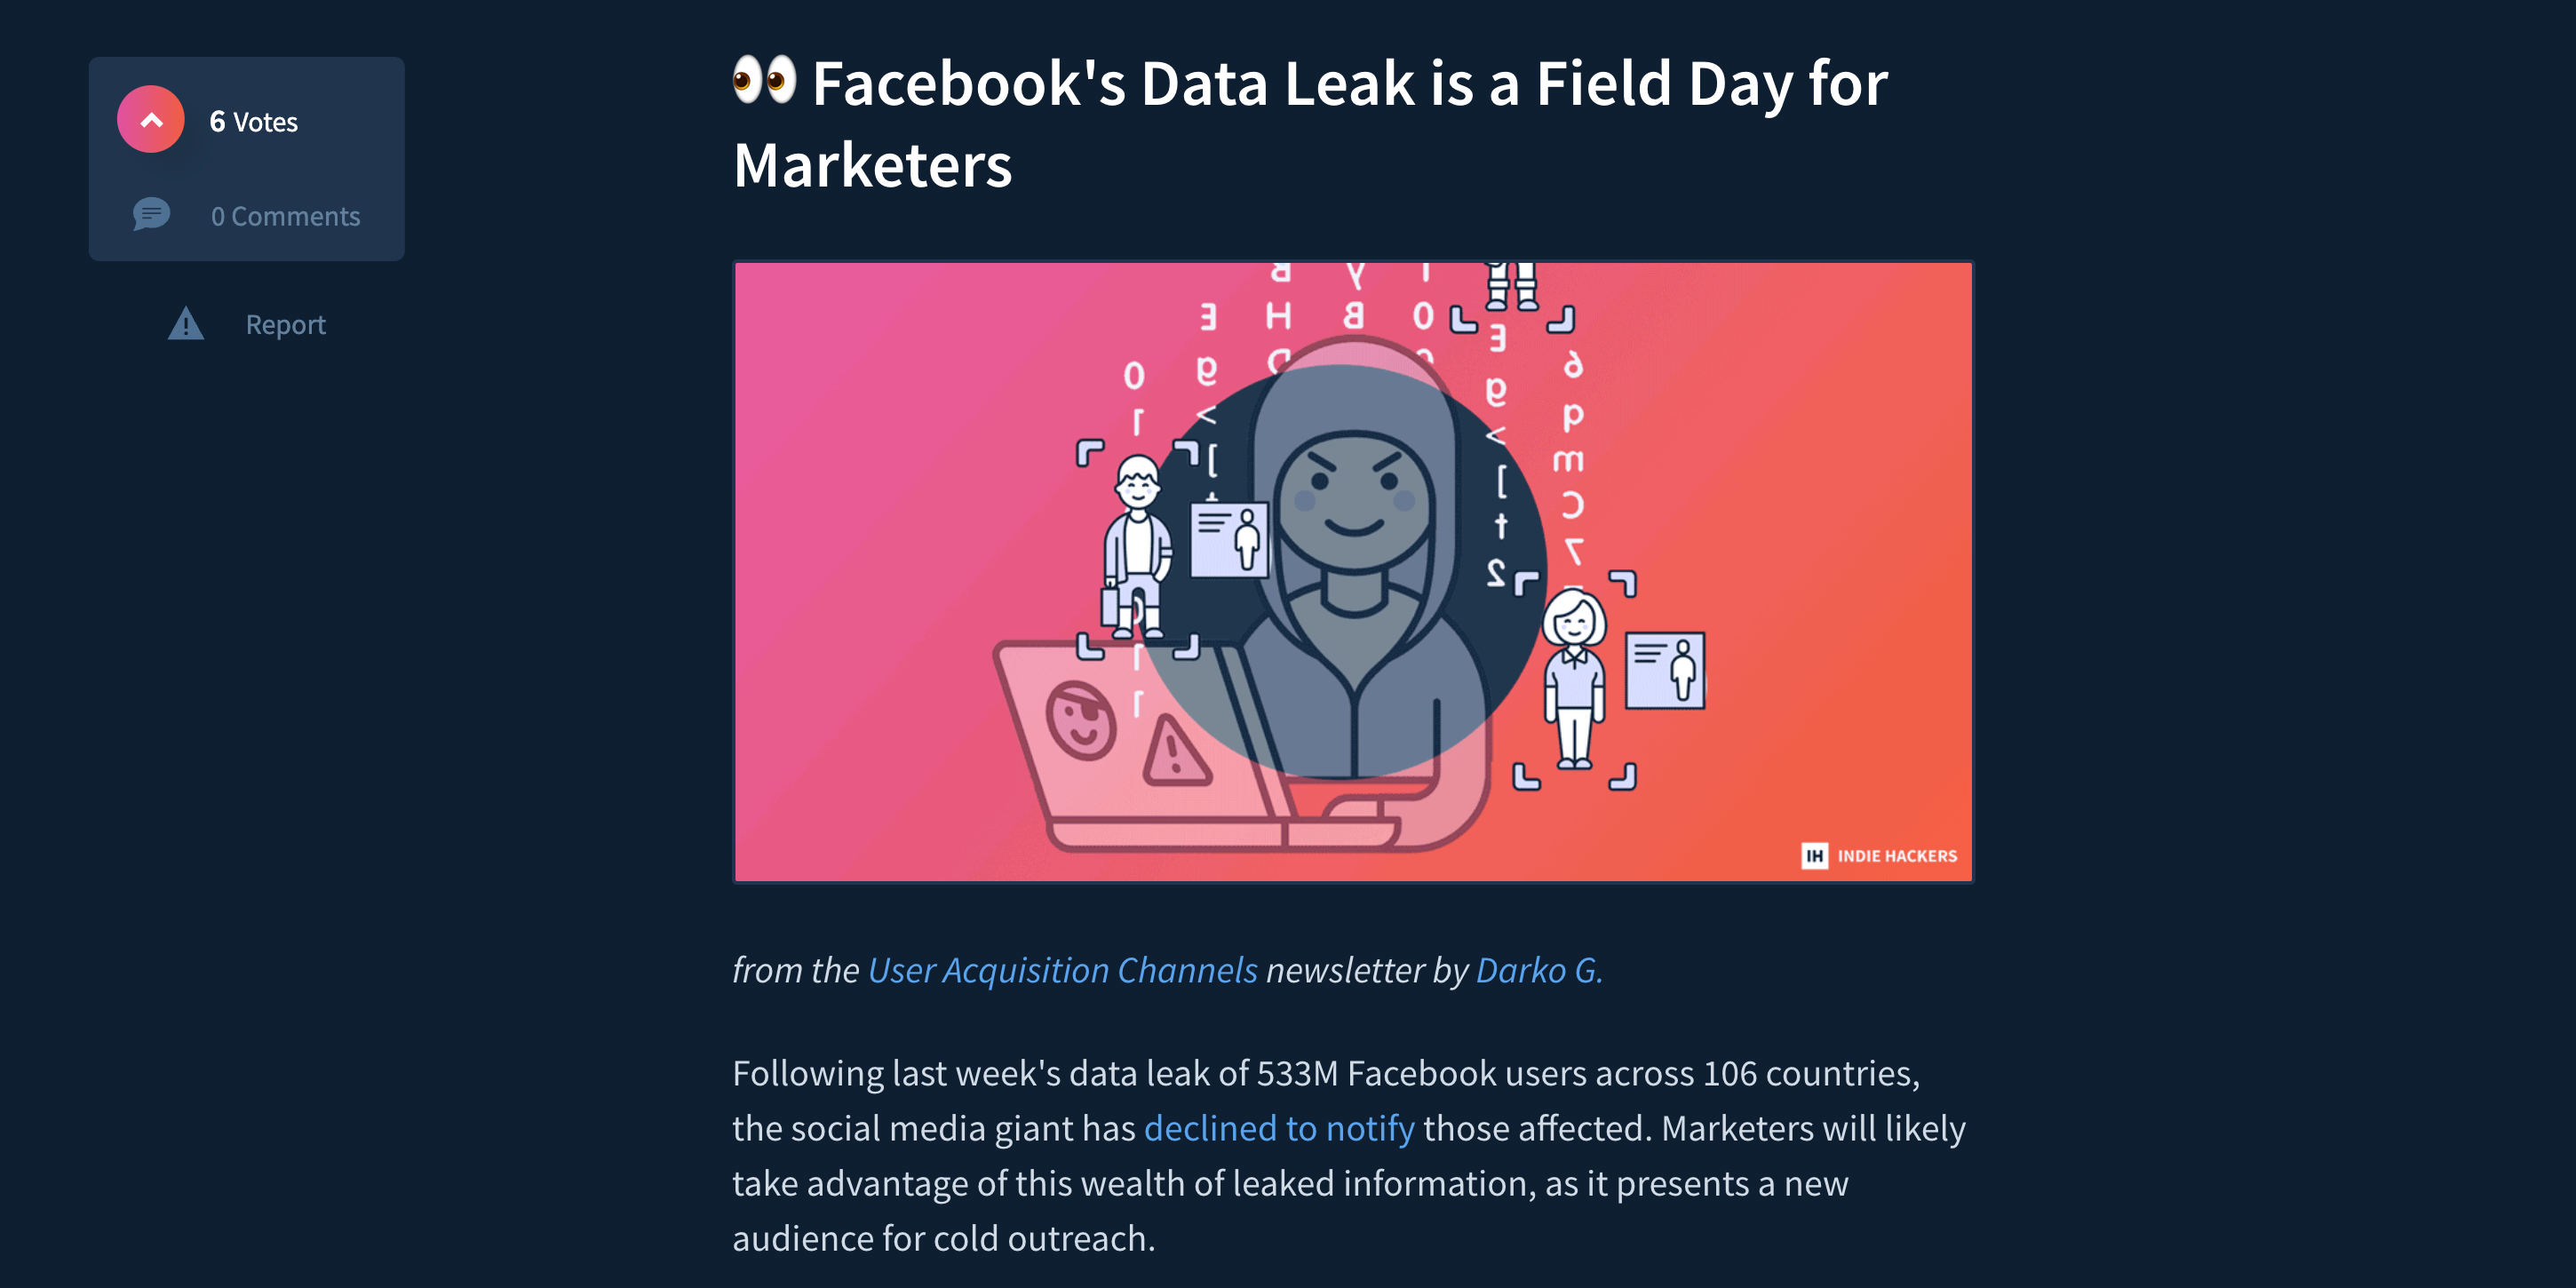 6 Votes
0 Comments
Report
👀 Facebook's Data Leak is a Field Day for
Marketers
IH INDIE HACKERS
from the User Acquisition Channels newsletter by Darko G.
Following last week's data leak of 533M Facebook users across 106 countries,
the social media giant has declined to notify those affected. Marketers will likely
take advantage of this wealth of leaked information, as it presents a new
audience for cold outreach.